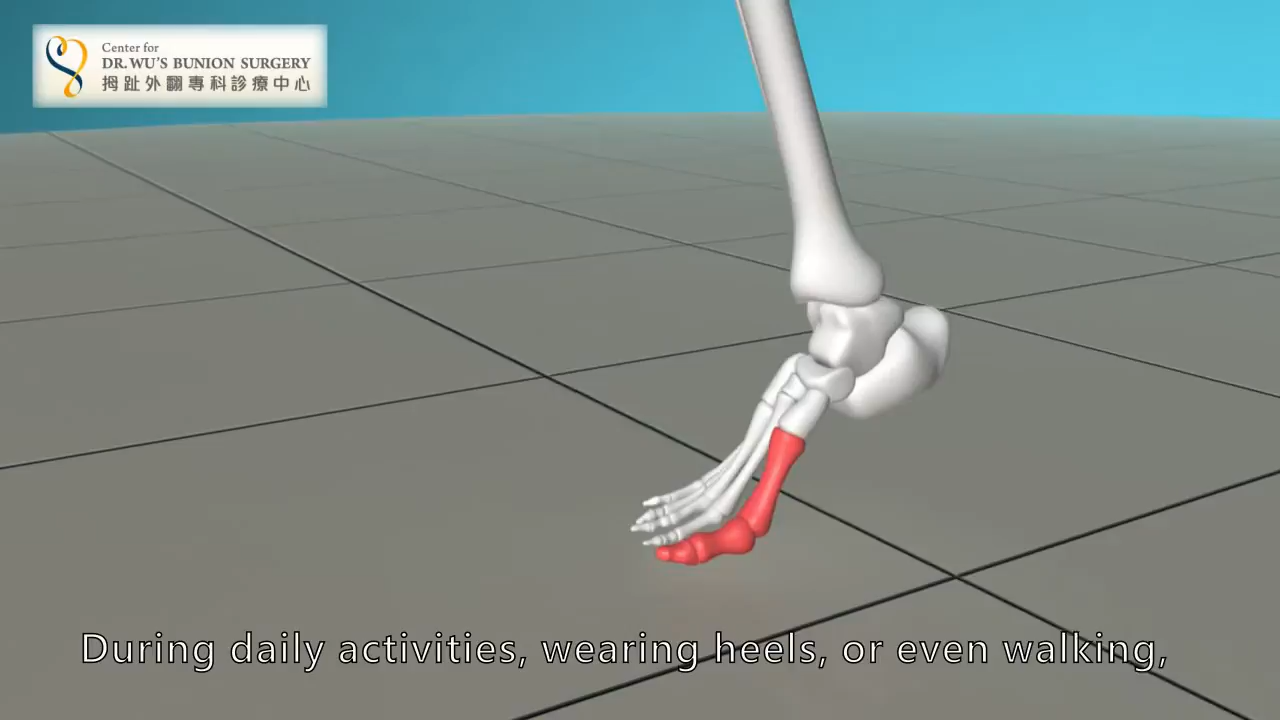 Center for
DR. WU'S BUNION SURGERY
拇趾外翻專科診療中心
During daily activities, wearing heels, or even walking,